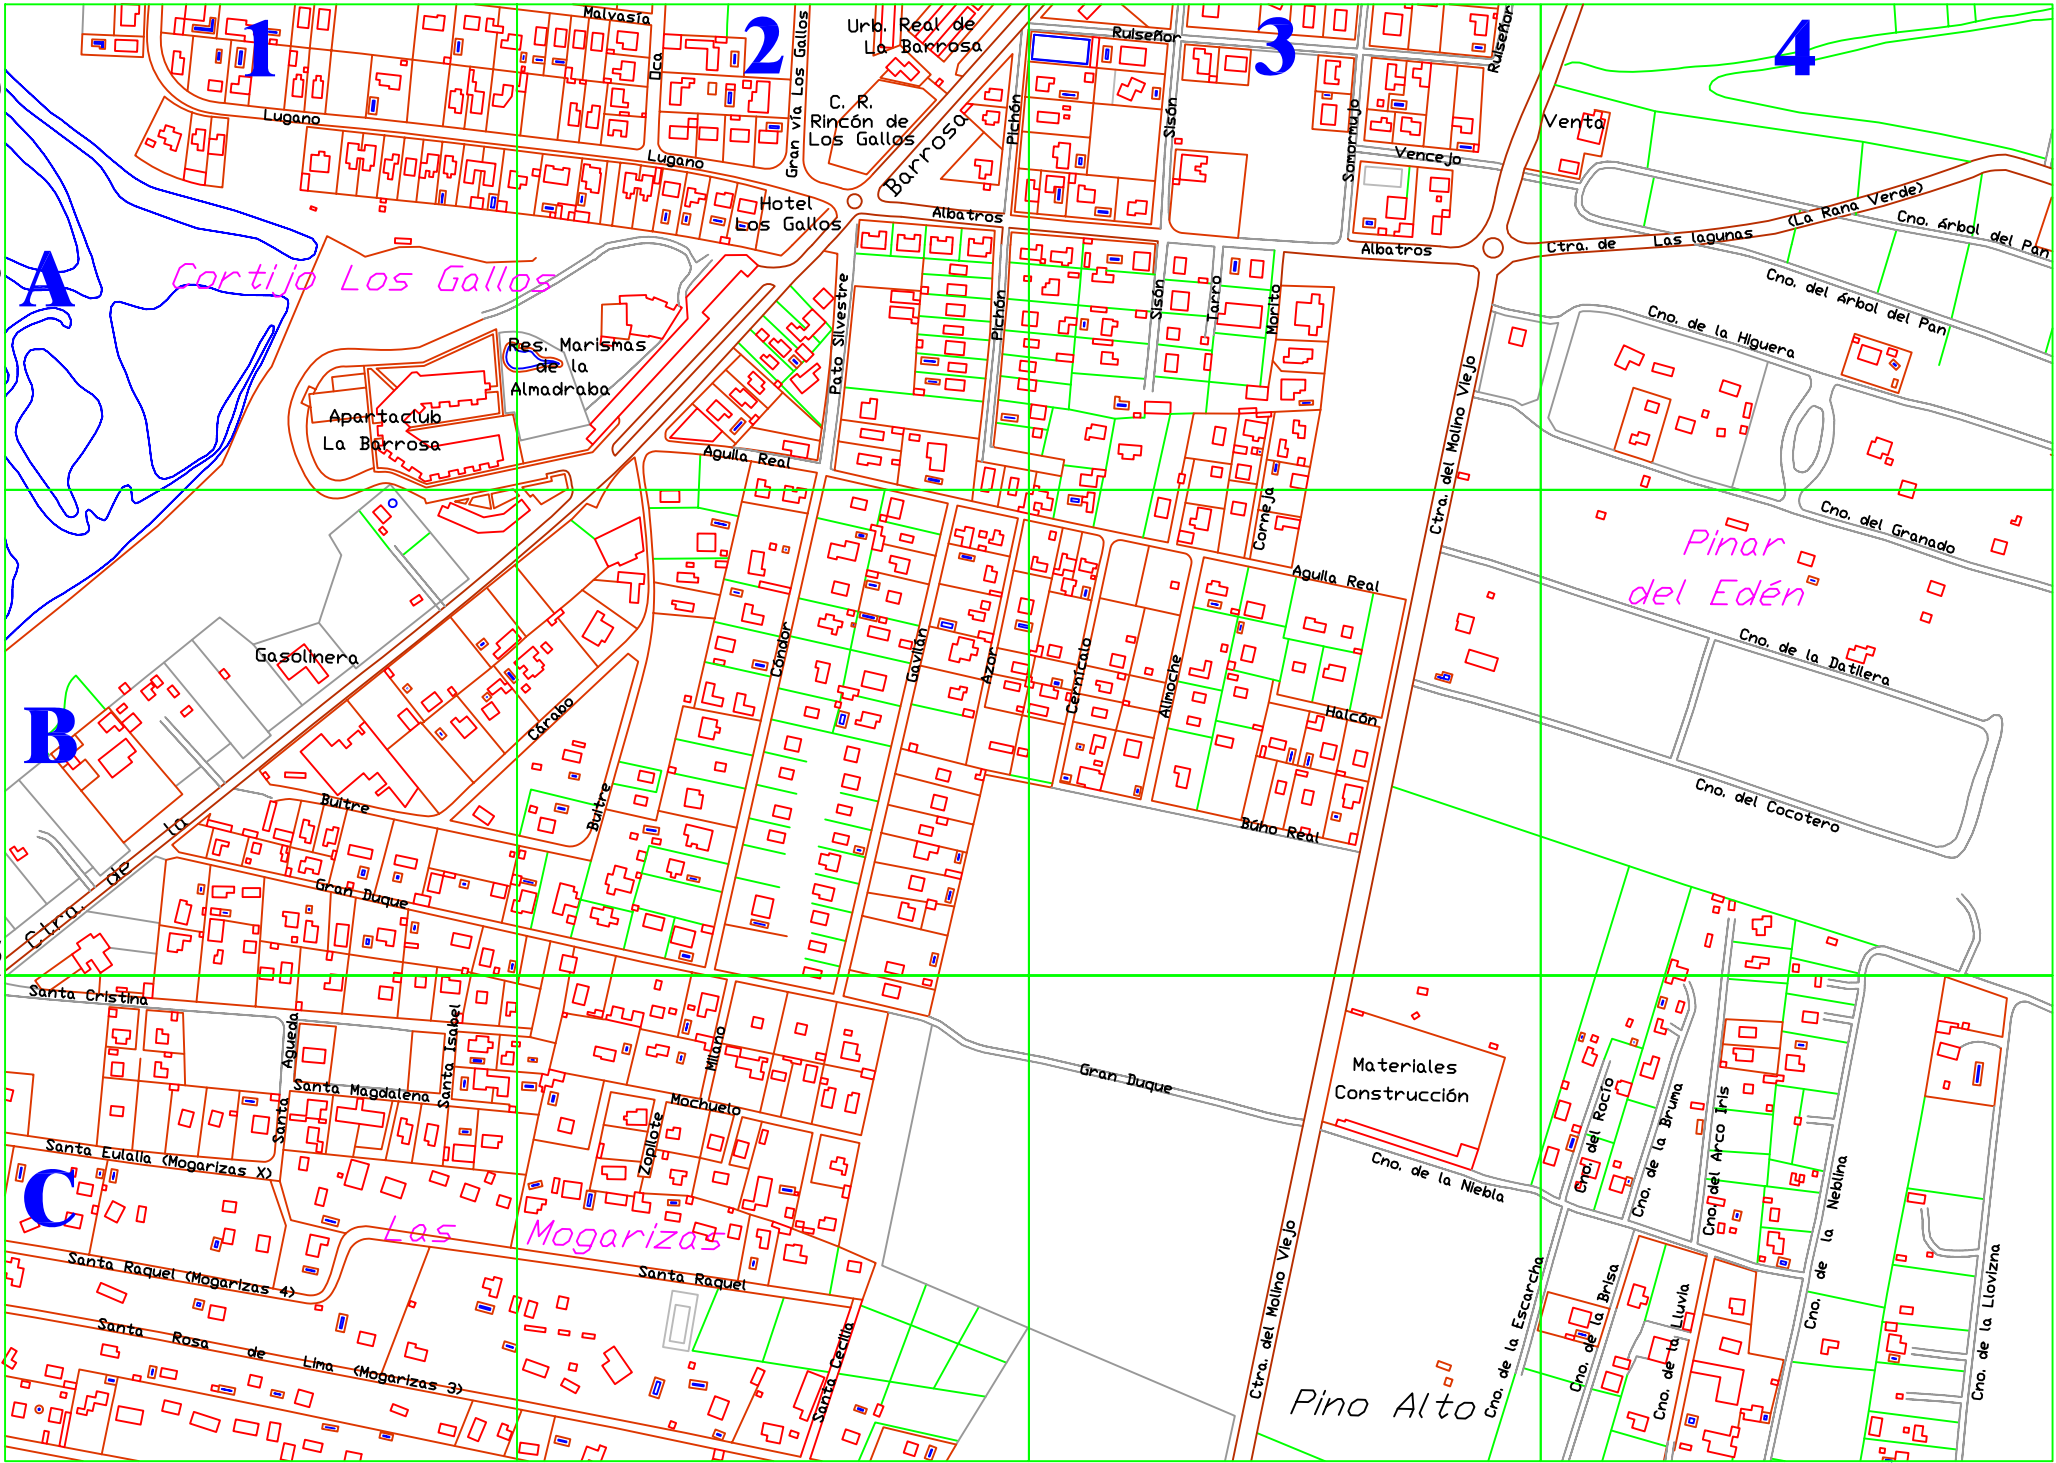 1
2
3
4
A
B
C
Malvasía
Oca
Gran vía Los Gallos
Urb. Real de
La Barrosa
Ruiseñor
Ruiseñor
Lugano
Lugano
C. R.
Rincón de
Los Gallos
Barrosa
Pichón
Sisón
Somormujo
Vencejo
Venta
Hotel
Los Gallos
Albatros
Albatros
Ctra. de Las lagunas (La Rana Verde)
Cno. Árbol del Pan
Cno. del Árbol del Pan
Cortijo Los Gallos
Pato Silvestre
Pichón
Sisón
Tarro
Morito
Cno. de la Higuera
Res. Marismas
de la
Almadraba
Apartaclub
La Barrosa
Ctra. del Molino Viejo
Aguila Real
Corneja
Cno. del Granado
Pinar
del Edén
Aguila Real
Gasolinera
Cóndor
Gavilán
Azor
Cernícalo
Alimoche
Cno. de la Datilera
Cárabo
Halcón
Buitre
Buitre
Búho Real
Cno. del Cocotero
Ctra. de la
Gran Duque
Santa Cristina
Santa Agueda
Santa Isabel
Milano
Santa Magdalena
Mochuelo
Zopilote
Gran Duque
Materiales
Construcción
Cno. del Rocío
Cno. de la Bruma
Cno. del Arco Iris
Santa Eulalia (Mogarizas X)
Cno. de la Niebla
Cno. de la Neblina
Las Mogarizas
Santa Raquel (Mogarizas 4)
Santa Raquel
Ctra. del Molino Viejo
Cno. de la Escarcha
Cno. de la Brisa
Cno. de la Lluvia
Cno. de la Llovizna
Santa Rosa de Lima (Mogarizas 3)
Santa Cecilia
Pino Alto